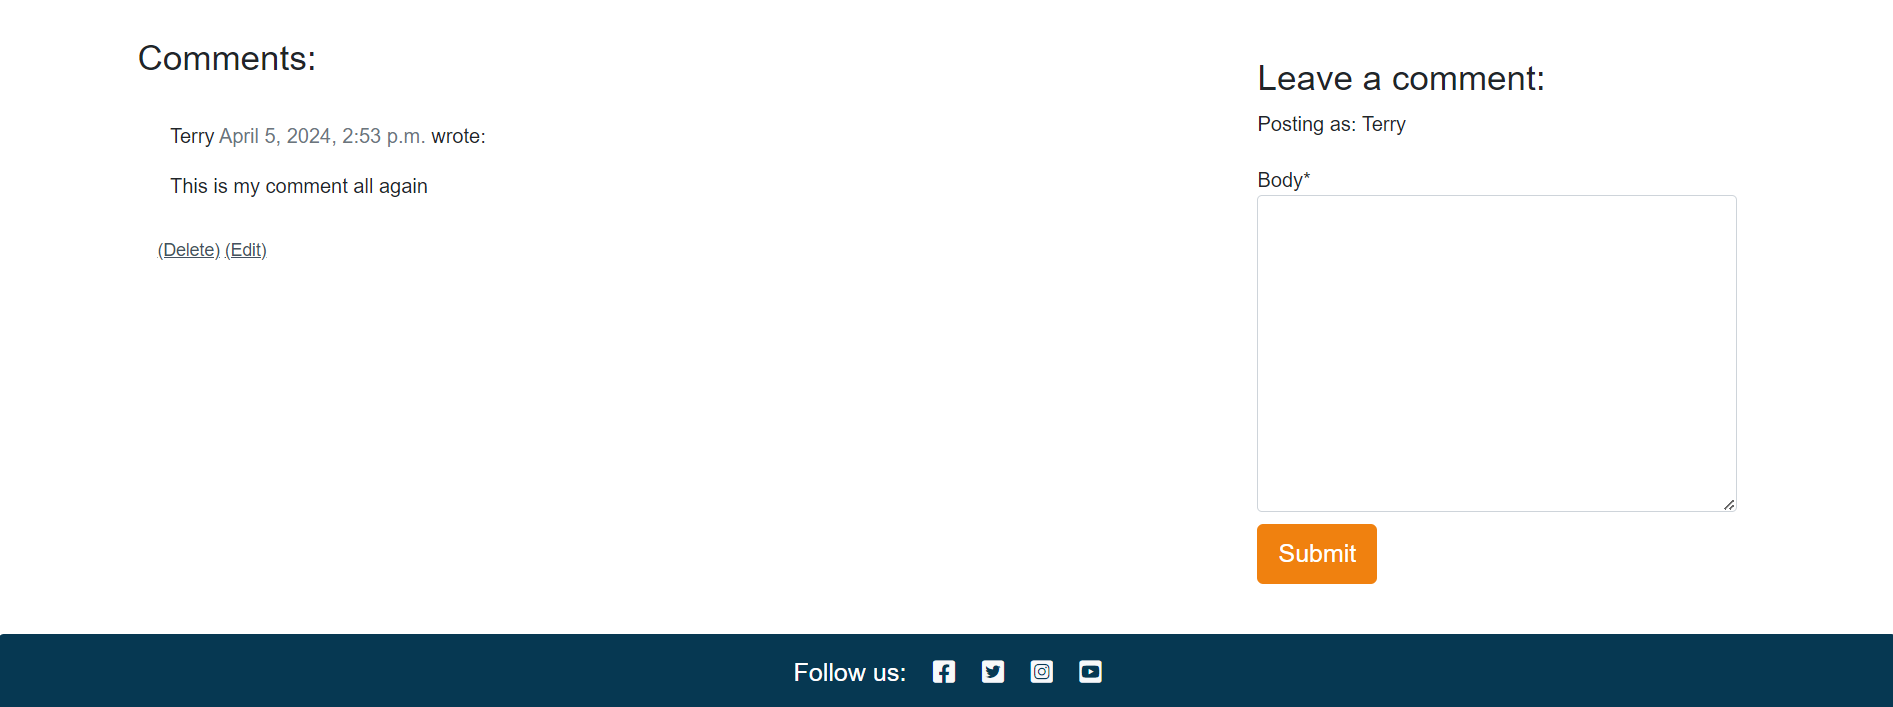 Comments:
Terry April 5, 2024, 2:53 p.m. wrote:
This is my comment all again
(Delete) (Edit)
Leave a comment:
Posting as: Terry
Body*
Submit
Follow us: